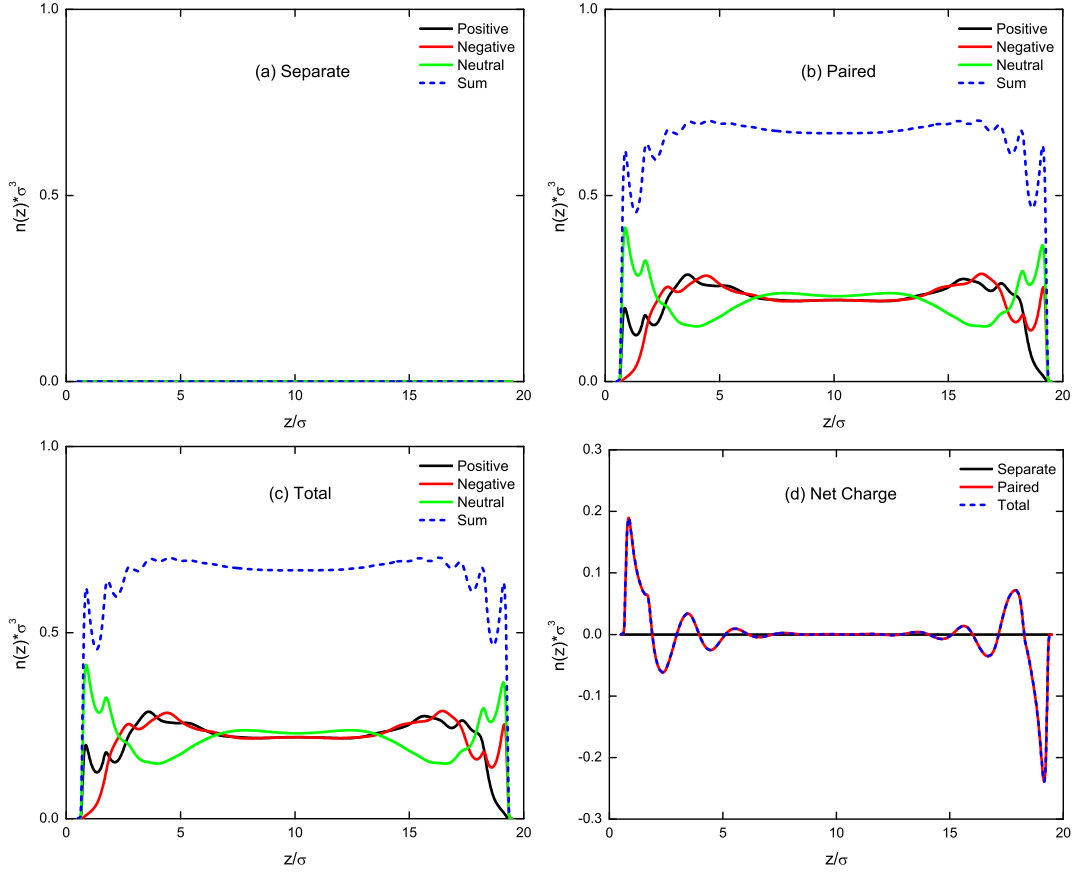 1.0
0.5
0.0
0
5
10
15
20
n(z)*σ³
z/σ
(a) Separate
Positive
Negative
Neutral
Sum
1.0
0.5
0.0
0
5
10
15
20
n(z)*σ³
z/σ
(b) Paired
Positive
Negative
Neutral
Sum
1.0
0.5
0.0
0
5
10
15
20
n(z)*σ³
z/σ
(c) Total
Positive
Negative
Neutral
Sum
0.3
0.2
0.1
0.0
-0.1
-0.2
-0.3
0
5
10
15
20
n(z)*σ³
z/σ
(d) Net Charge
Separate
Paired
Total